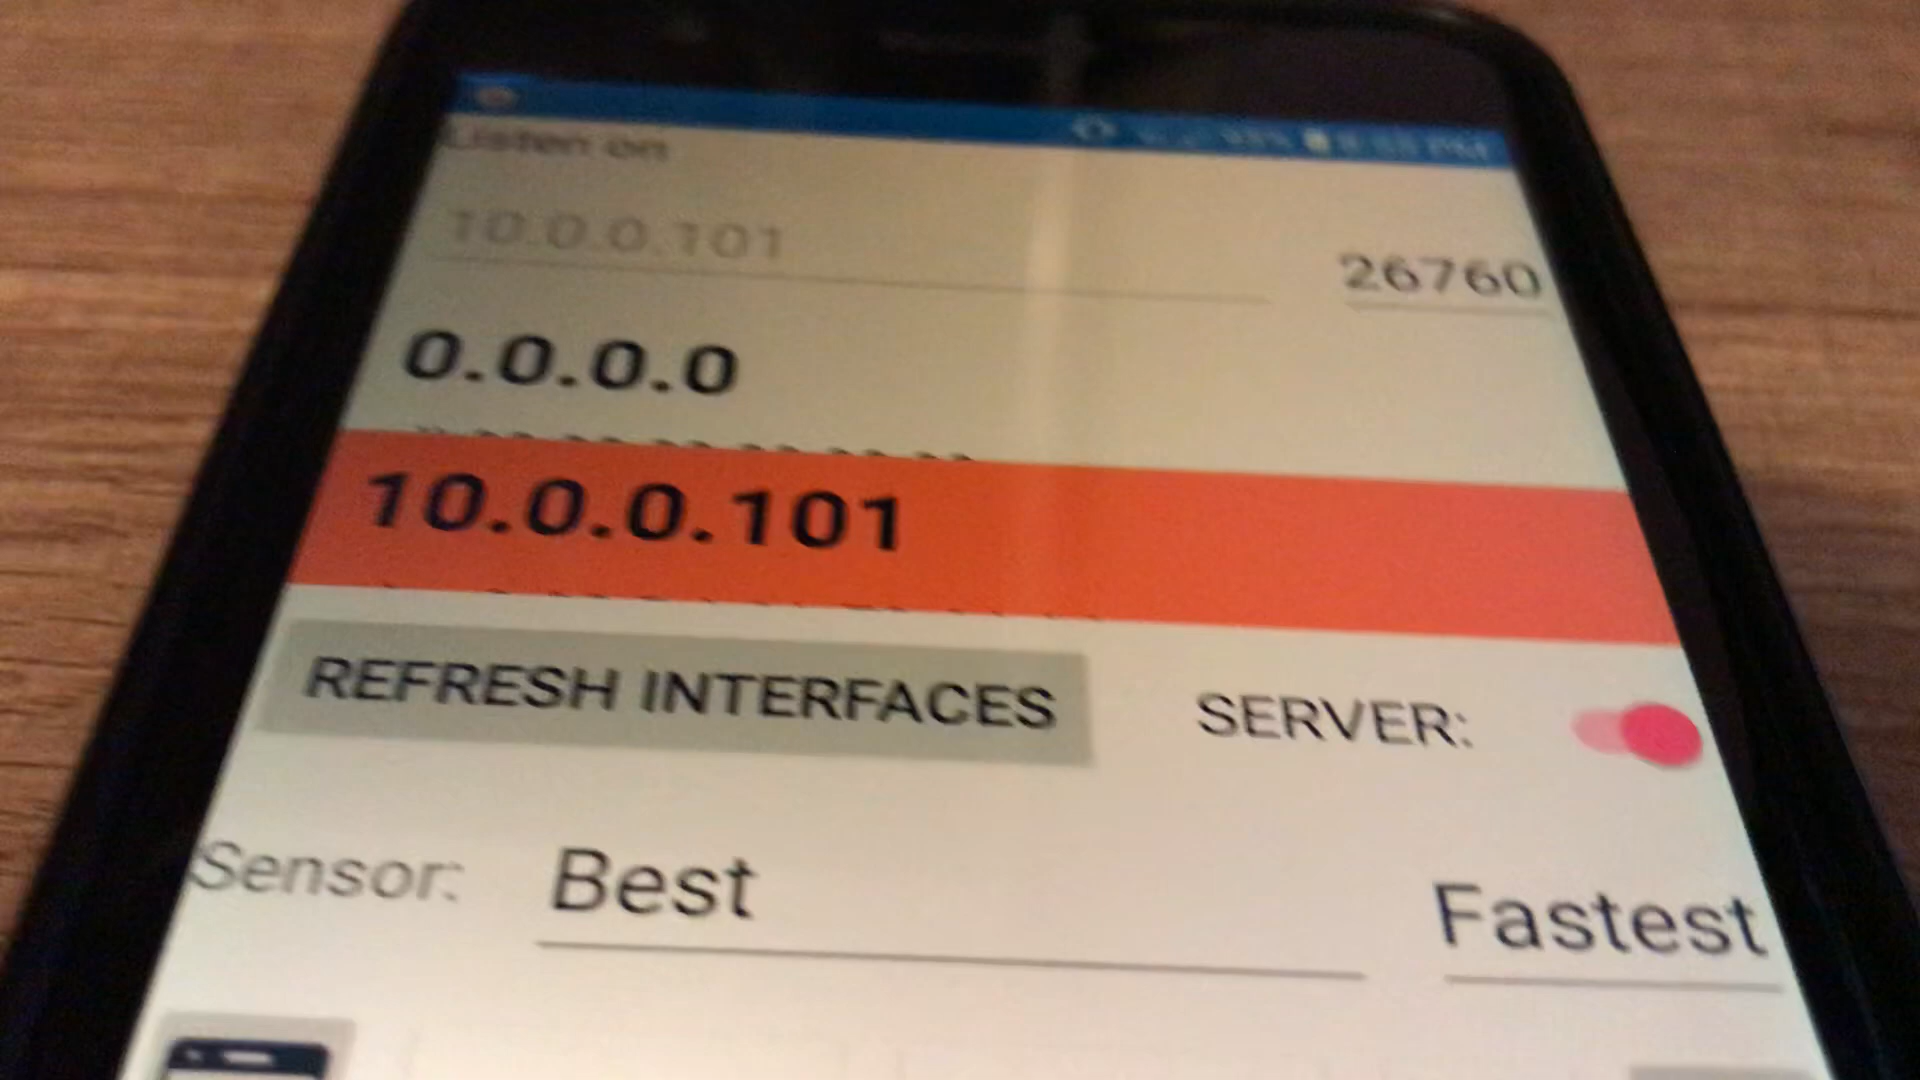 Listen on
10.0.0.101
26760
0.0.0.0
10.0.0.101
REFRESH INTERFACES
SERVER:
Sensor:
Best
Fastest